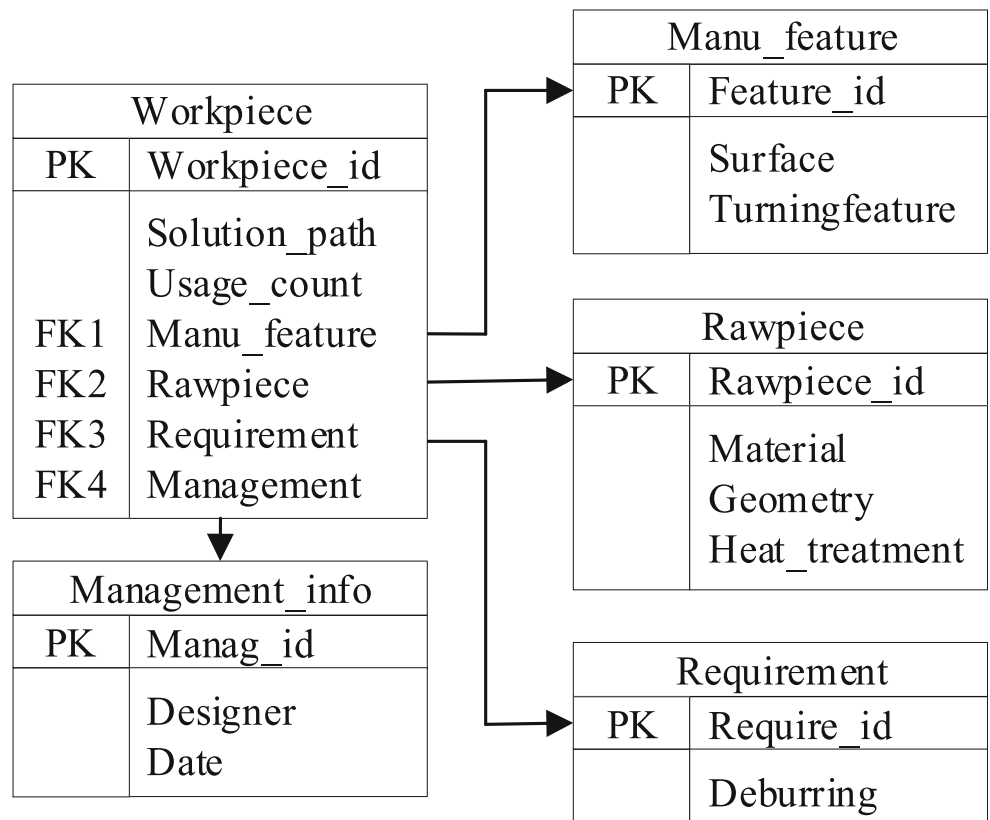 Workpiece
PK Workpiece_id
Solution_path
Usage_count
FK1 Manu_feature
FK2 Rawpiece
FK3 Requirement
FK4 Management
Management_info
PK Manag_id
Designer
Date
Manu_feature
PK Feature_id
Surface
Turningfeature
Rawpiece
PK Rawpiece_id
Material
Geometry
Heat_treatment
Requirement
PK Require_id
Deburring